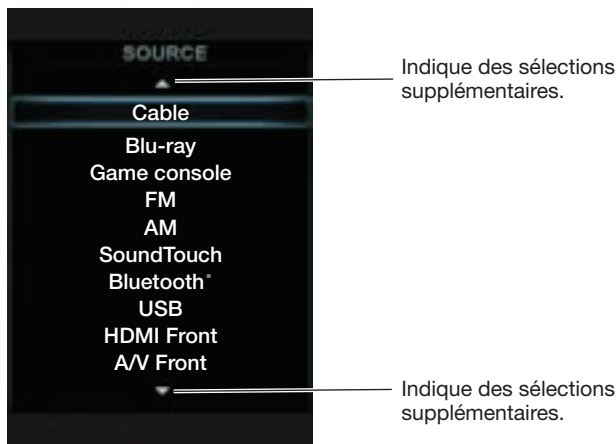 SOURCE
Indique des sélections
supplémentaires.
Cable
Blu-ray
Game console
FM
AM
SoundTouch
Bluetooth®
USB
HDMI Front
A/V Front
Indique des sélections
supplémentaires.